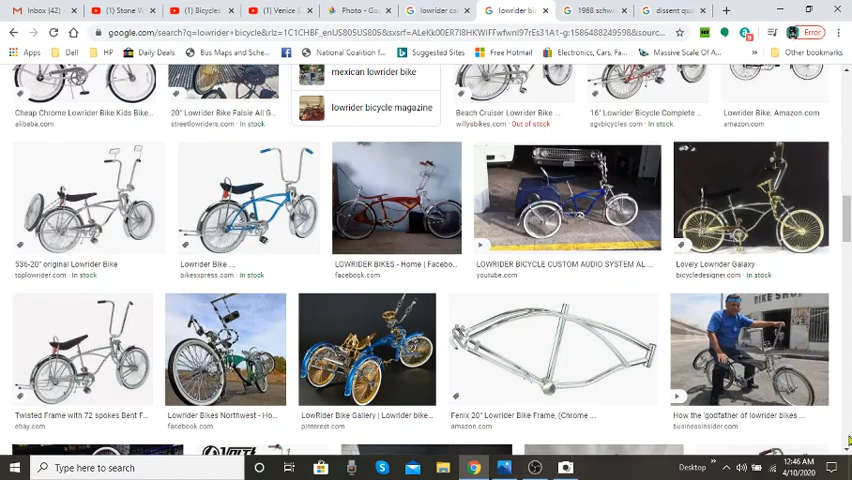 Inbox (42)
(1) Stone W
(1) Bicycles
(1) Venice
Photo - Go
lowrider ca
lowrider bi
1968 schw
dissent quo
google.com/search?q=lowrider+bicycle&rlz=1C1CHBF_enUS805US805&sxsrf=ALeKk00ER7IKOgmoAMWIFfwfwnI97rEs31A1-g:1586488249598&sourc...
Error
Apps
Dell
HP
Daily Deals
Bus Maps and Sche...
National Coalition f...
Suggested Sites
Free Hotmail
Electronics, Cars, Fa...
Massive Scale Of A...
Other bookmarks
mexican lowrider bike
lowrider bicycle magazine
Cheap Chrome Lowrider Bike Kids Bike...
alibaba.com
20" Lowrider Bike Falsie All G...
streetlowriders.com · In stock
Beach Cruiser Lowrider Bike ...
willysbikes.com · Out of stock
16" Lowrider Bicycle Complete ...
sgvbicycles.com · In stock
Lowrider Bike: Amazon.com
amazon.com
536-20" original Lowrider Bike
toplowrider.com · In stock
Lowrider Bike ...
bikesxpress.com · In stock
LOWRIDER BIKES - Home | Facebo...
facebook.com
LOWRIDER BICYCLE CUSTOM AUDIO SYSTEM AL ...
youtube.com
Lovely Lowrider Galaxy
bicycledesigner.com · In stock
BIKE SHOP
Twisted Frame with 72 spokes Bent F...
ebay.com
Lowrider Bikes Northwest - Ho...
facebook.com
LowRider Bike Gallery | Lowrider bike...
pinterest.com
Fenix 20" Lowrider Bike Frame, (Chrome ...
amazon.com
How the 'godfather of lowrider bikes ...
businessinsider.com
Type here to search
Desktop
12:46 AM
4/10/2020